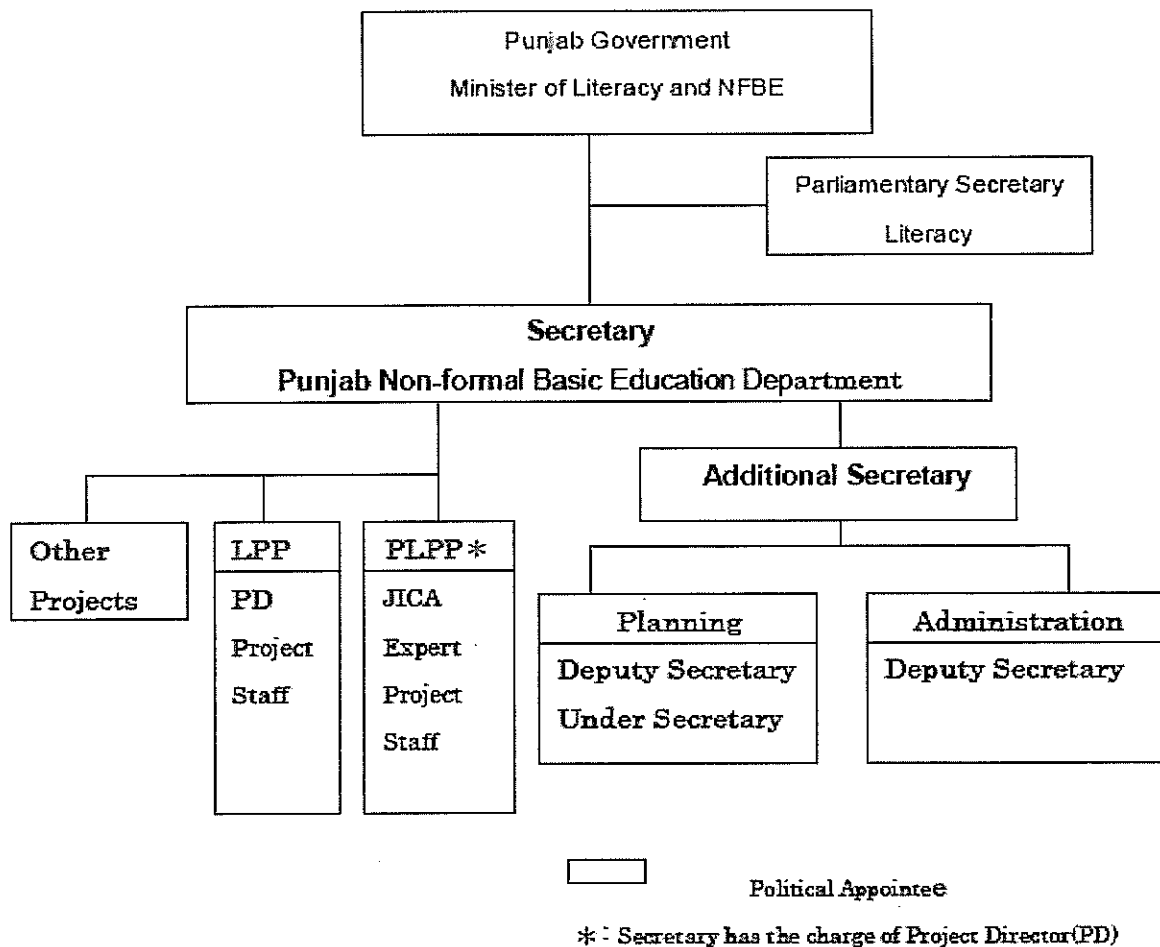 Punjab Government
Minister of Literacy and NFBE
Parliamentary Secretary
Literacy
Secretary
Punjab Non-formal Basic Education Department
Additional Secretary
Other
Projects
LPP
PD
Project
Staff
PLPP*
JICA
Expert
Project
Staff
Planning
Deputy Secretary
Under Secretary
Administration
Deputy Secretary
Political Appointee
*: Secretary has the charge of Project Director(PD)